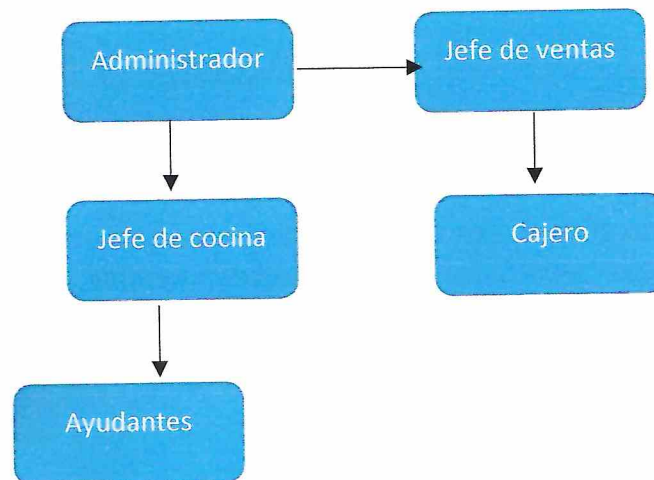 Administrador
Jefe de ventas
Jefe de cocina
Cajero
Ayudantes